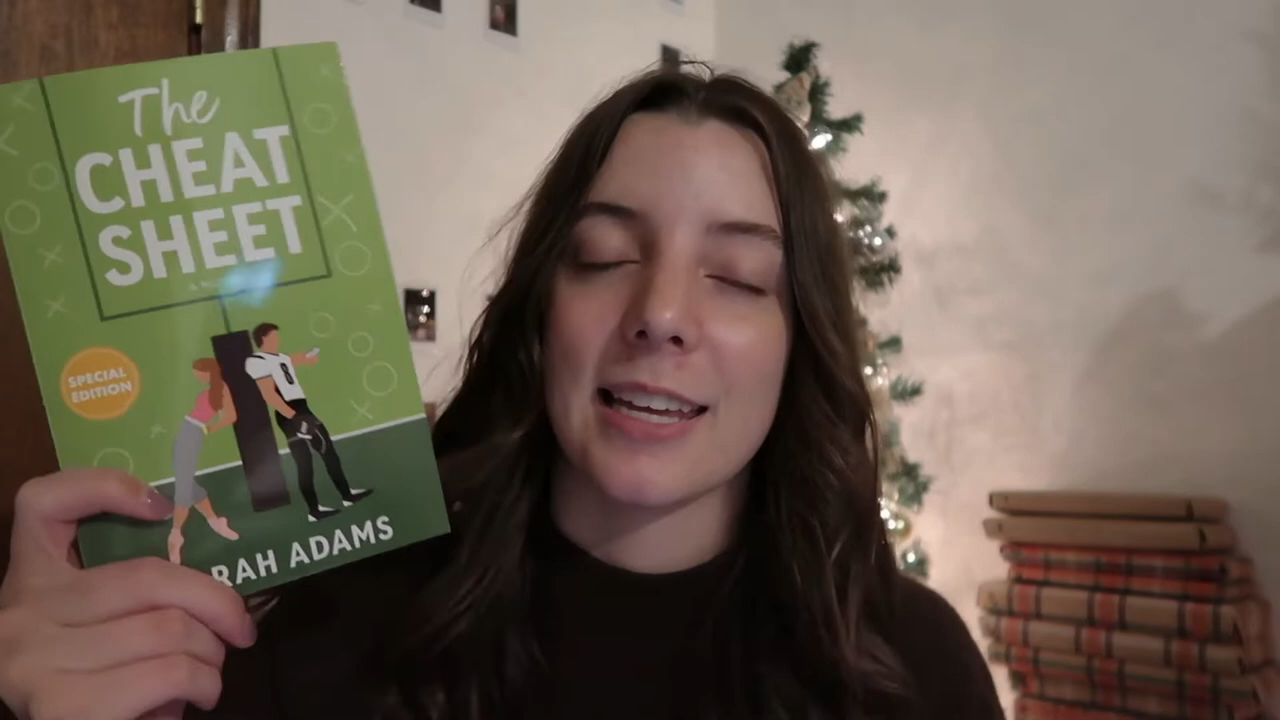 The
CHEAT
SHEET
SPECIAL
EDITION
8
RAH ADAMS